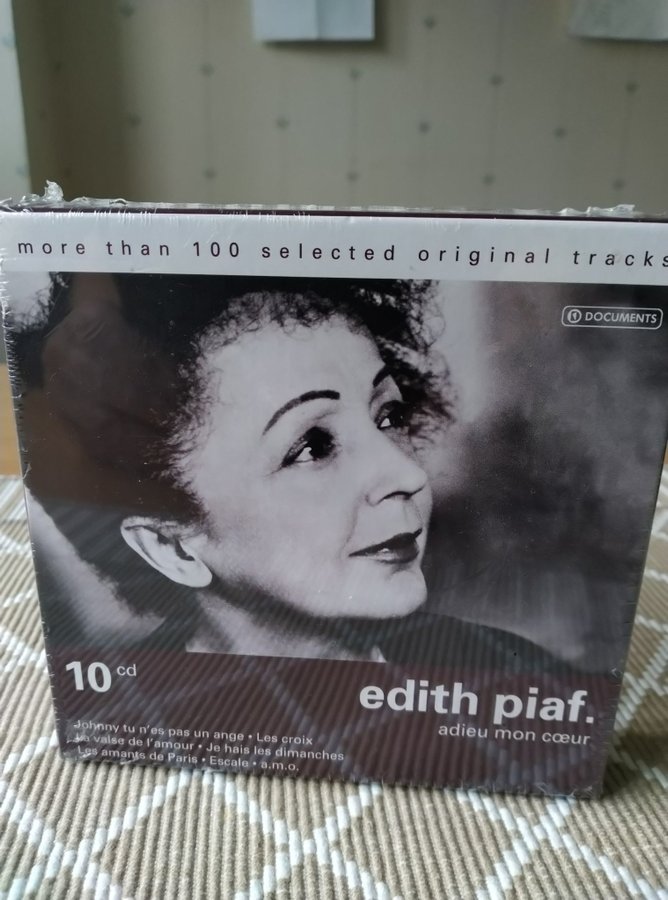 more than 100 selected original tracks
DOCUMENTS
10 cd
edith piaf.
adieu mon cœur
Johnny tu n'es pas un ange • Les croix
La valse de l'amour • Je hais les dimanches
Les amants de Paris • Escale • a.m.o.